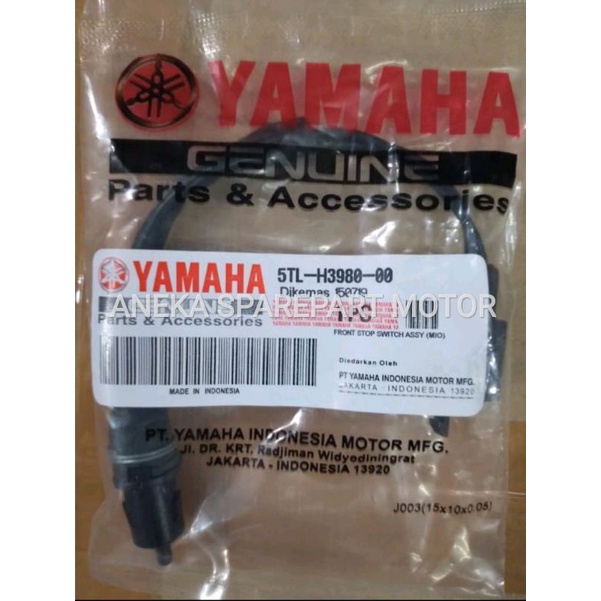 YAMAHA
GENUINE
Parts & Accessories
YAMAHA
5TL-H3980-00
Dikemas 150719
ANEKA SPAREPART MOTOR
Parts & Accessories
FRONT STOP SWITCH ASSY (MIO)
Diedarkan Oleh
PT YAMAHA INDONESIA MOTOR MFG.
JAKARTA - INDONESIA 13920
MADE IN INDONESIA
PT. YAMAHA INDONESIA MOTOR MFG.
Jl. DR. KRT. Radjiman Widyodiningrat
JAKARTA - INDONESIA 13920
J003(15x10x0.05)